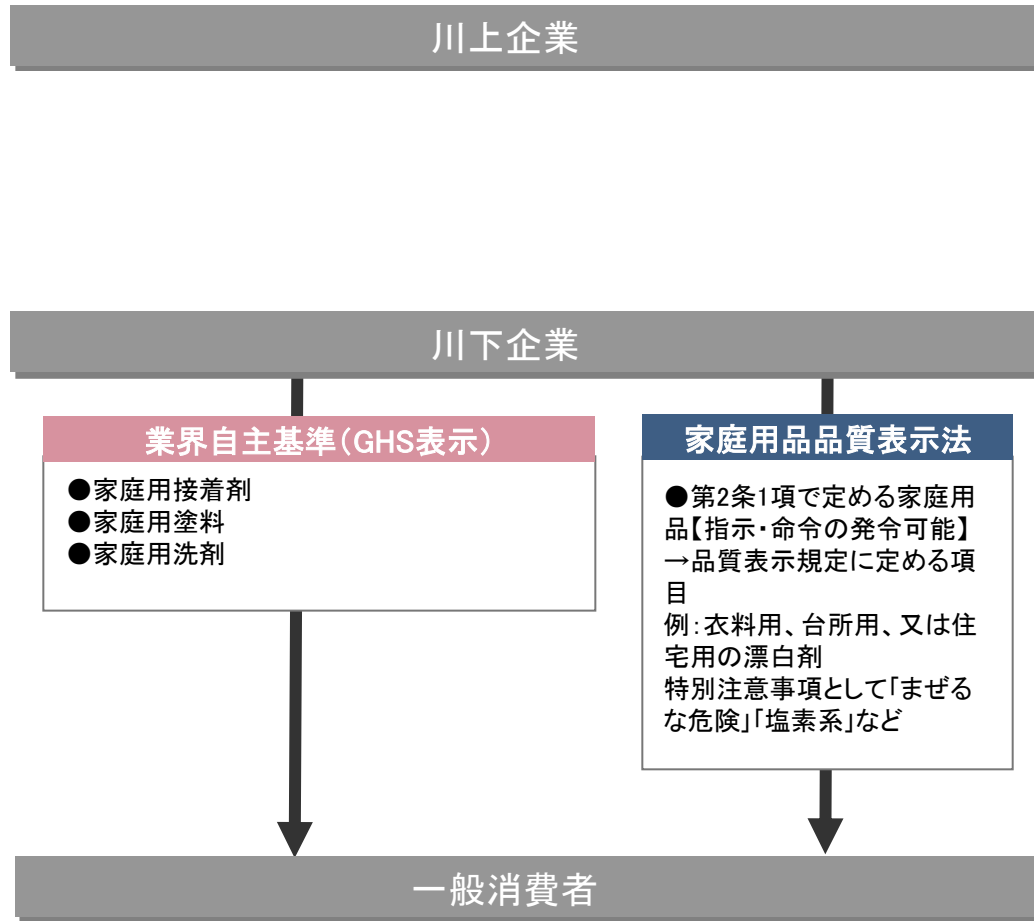 川上企業
川下企業
業界自主基準(GHS表示)
●家庭用接着剤
●家庭用塗料
●家庭用洗剤
家庭用品品質表示法
●第2条1項で定める家庭用
品【指示・命令の発令可能】
→品質表示規定に定める項
目
例:衣料用、台所用、又は住
宅用の漂白剤
特別注意事項として「まぜる
な危険」「塩素系」など
一般消費者